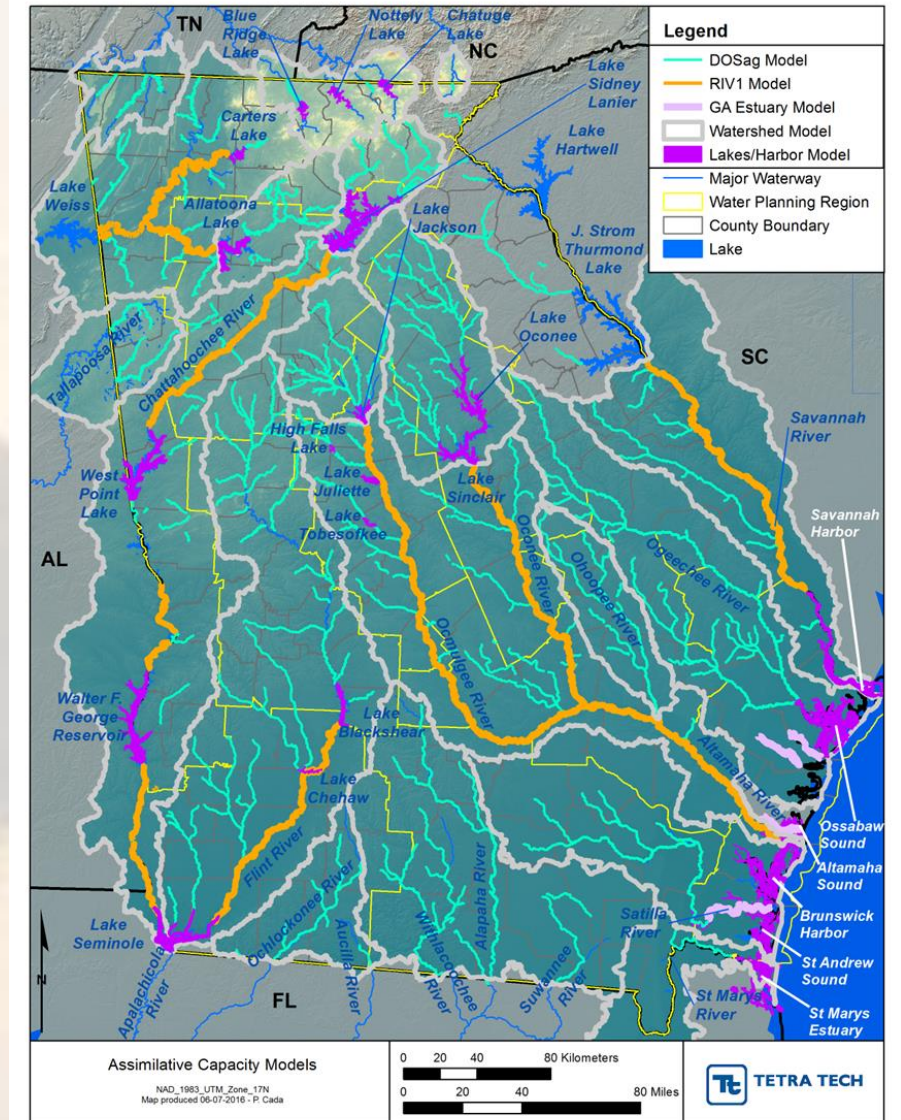 TN
Blue
Ridge
Lake
Nottely
Lake
Chatuge
Lake
NC
Lake
Sidney
Lanier
Carters
Lake
Lake
Hartwell
Lake
Weiss
Allatoona
Lake
Lake
Jackson
J. Strom
Thurmond
Lake
Lake
Oconee
SC
Tallapoosa River
Chattahoochee River
Savannah
River
High Falls
Lake
West
Point
Lake
Lake
Juliette
Lake
Sinclair
Lake
Tobesofkee
Savannah
Harbor
AL
Oconee River
Ohoopee River
Ogeechee River
Ocmulgee River
Walter F.
George
Reservoir
Lake
Blackshear
Lake
Chehaw
Altamaha River
Flint River
Ossabaw
Sound
Altamaha
Sound
Lake
Seminole
Ochlockonee River
Alapaha River
Satilla
River
Brunswick
Harbor
Apalachicola
River
Aucilla River
Withlacoochee
River
Suwannee
River
St Andrew
Sound
St Marys
River
St Marys
Estuary
FL
N
Legend
DOSag Model
RIV1 Model
GA Estuary Model
Watershed Model
Lakes/Harbor Model
Major Waterway
Water Planning Region
County Boundary
Lake
Assimilative Capacity Models
NAD_1983_UTM_Zone_17N
Map produced 06-07-2016 - P. Cada
0 20 40 80 Kilometers
0 20 40 80 Miles
Tt TETRA TECH